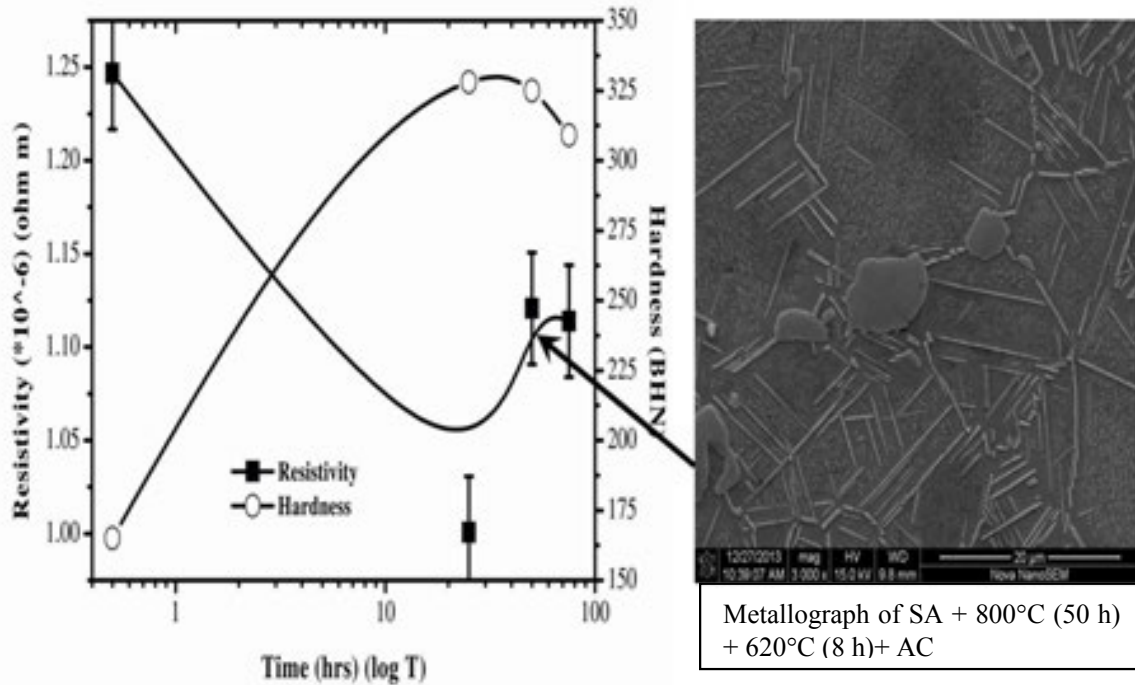 Resistivity (*10^-6) (ohm m)
1.25
1.20
1.15
1.10
1.05
1.00
350
325
300
275
250
225
200
175
150
Hardness (BHN)
Resistivity
Hardness
1
10
100
Time (hrs) (log T)
12/27/2013 mag HV WD 20 µm
10:39:07 AM 3 000 x 15.0 kV 9.8 mm Nova NanoSEM
Metallograph of SA + 800°C (50 h)
+ 620°C (8 h)+ AC